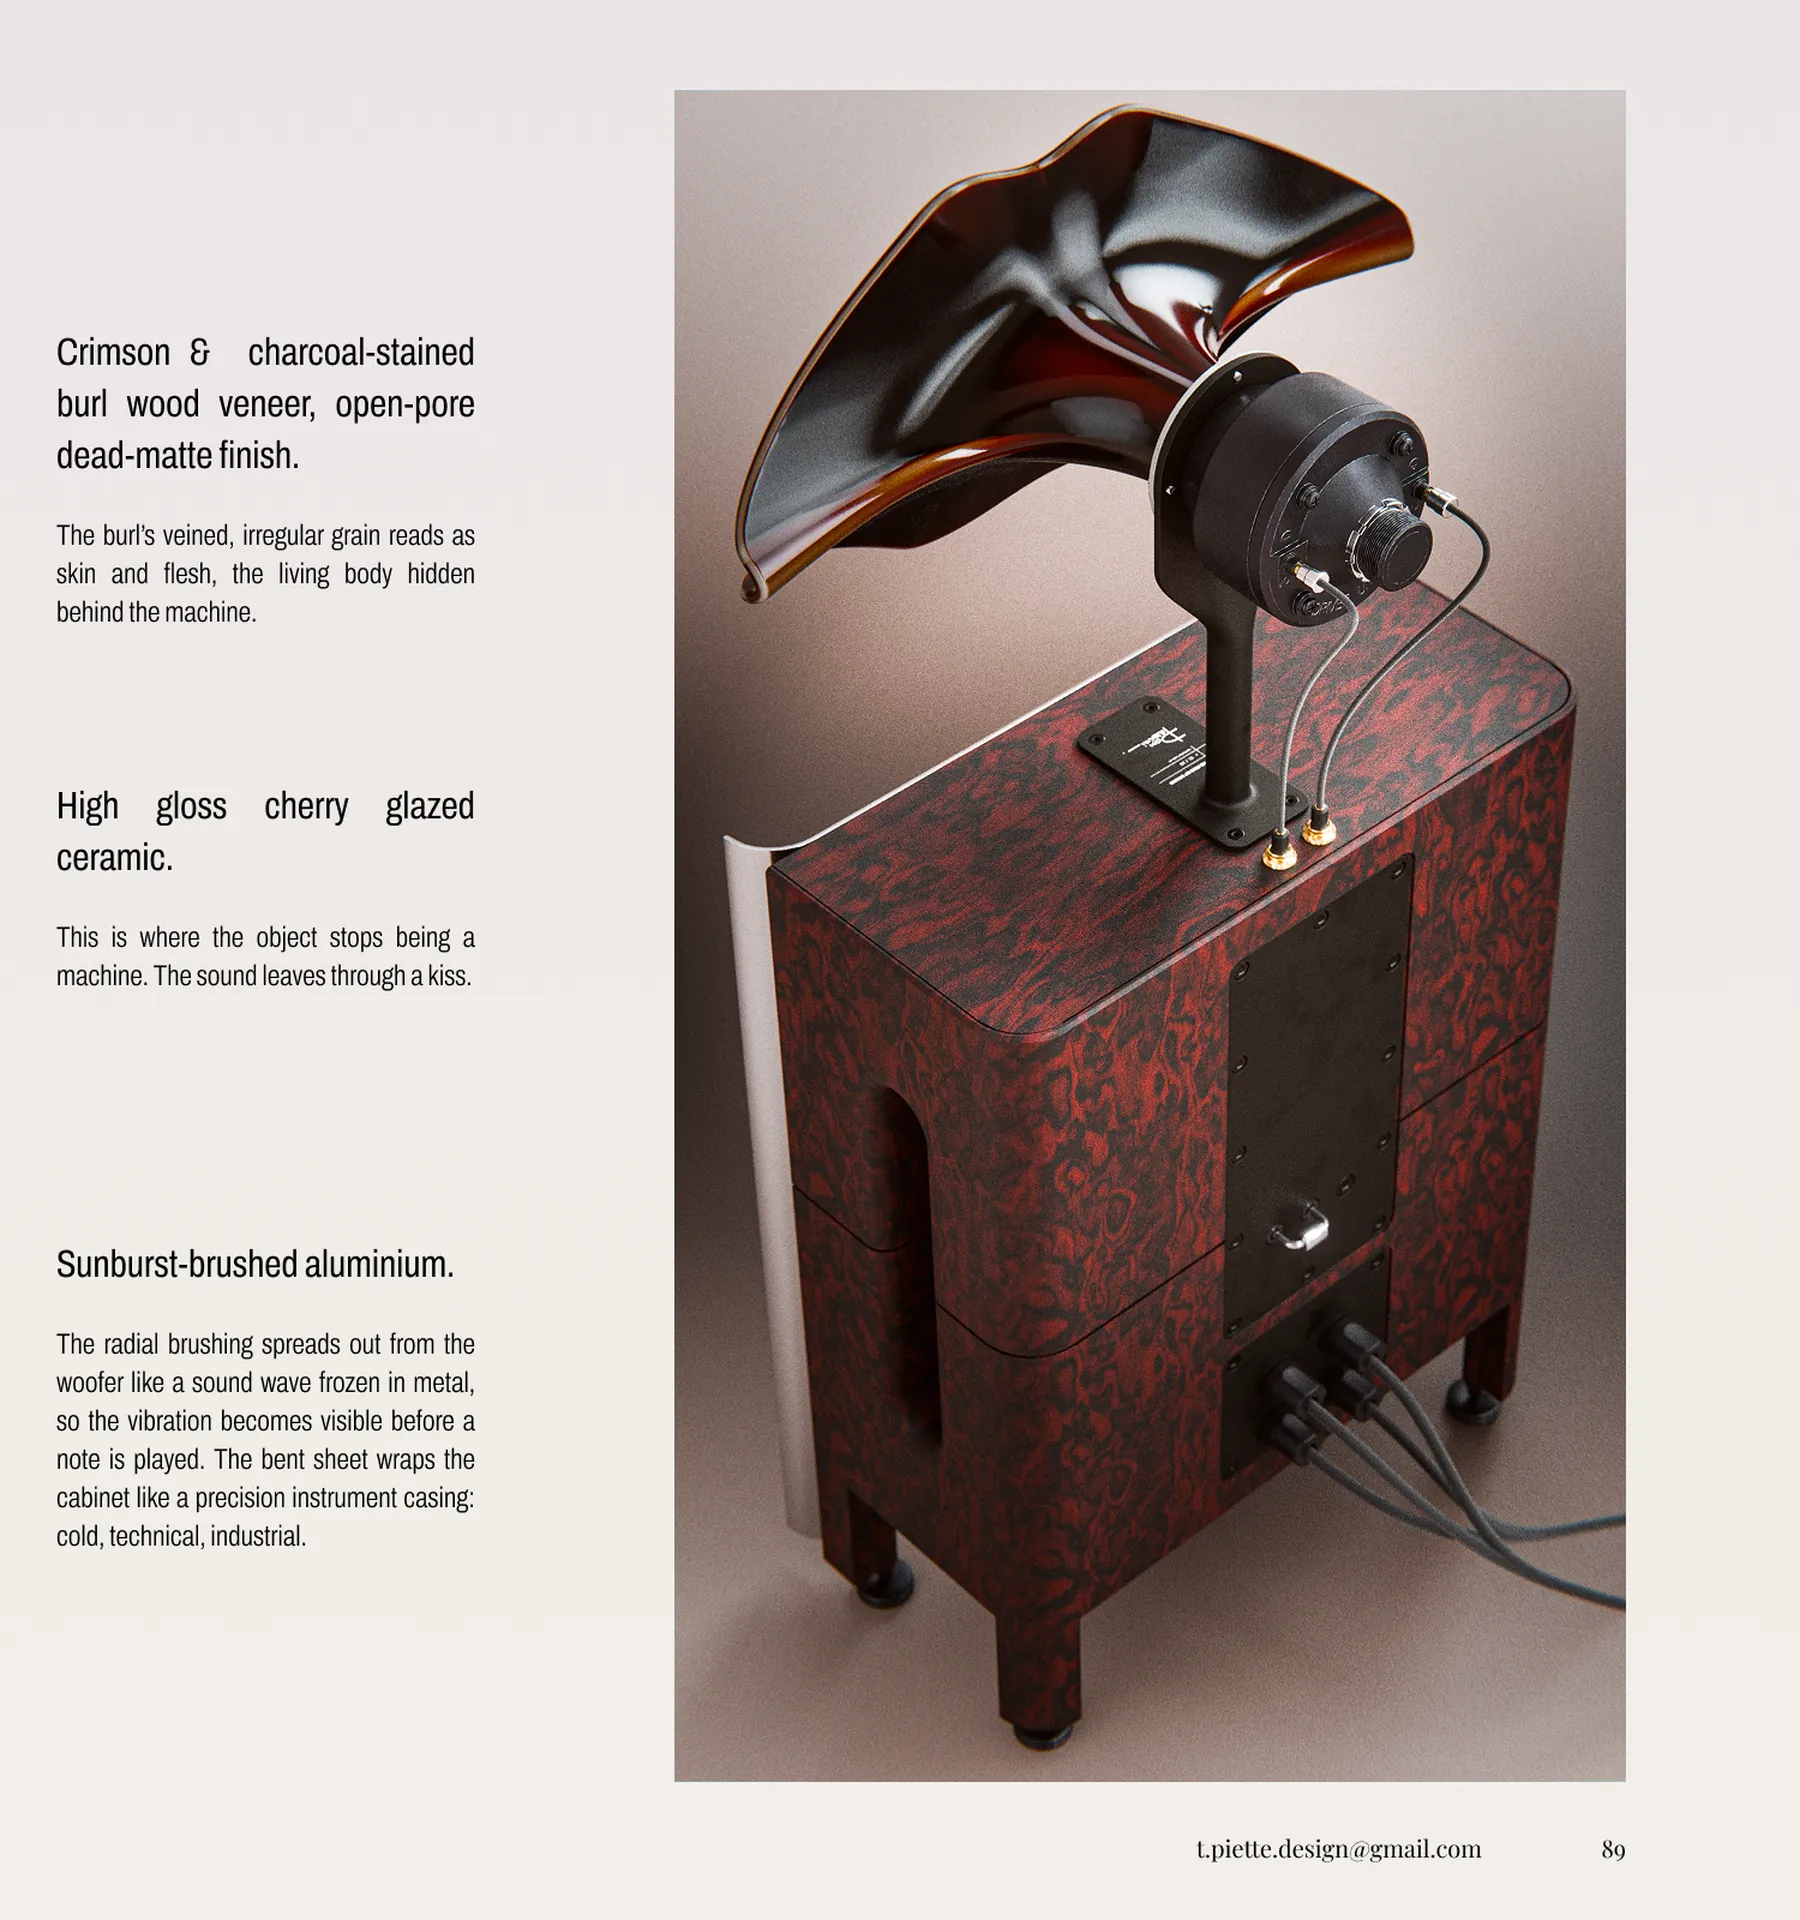 Crimson & charcoal-stained
burl wood veneer, open-pore
dead-matte finish.
The burl’s veined, irregular grain reads as
skin and flesh, the living body hidden
behind the machine.
High gloss cherry glazed
ceramic.
This is where the object stops being a
machine. The sound leaves through a kiss.
Sunburst-brushed aluminium.
The radial brushing spreads out from the
woofer like a sound wave frozen in metal,
so the vibration becomes visible before a
note is played. The bent sheet wraps the
cabinet like a precision instrument casing:
cold, technical, industrial.
t.piette.design@gmail.com
89